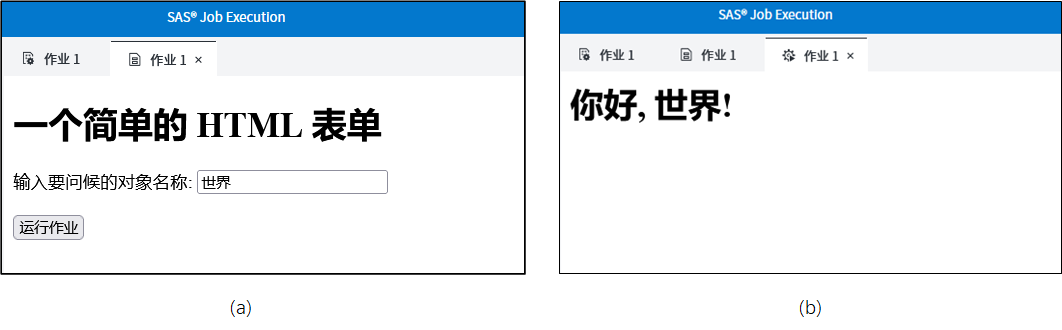 SAS® Job Execution
作业 1
作业 1 ×
一个简单的 HTML 表单
输入要问候的对象名称: 世界
运行作业
(a)
SAS® Job Execution
作业 1
作业 1
作业 1 ×
你好, 世界!
(b)